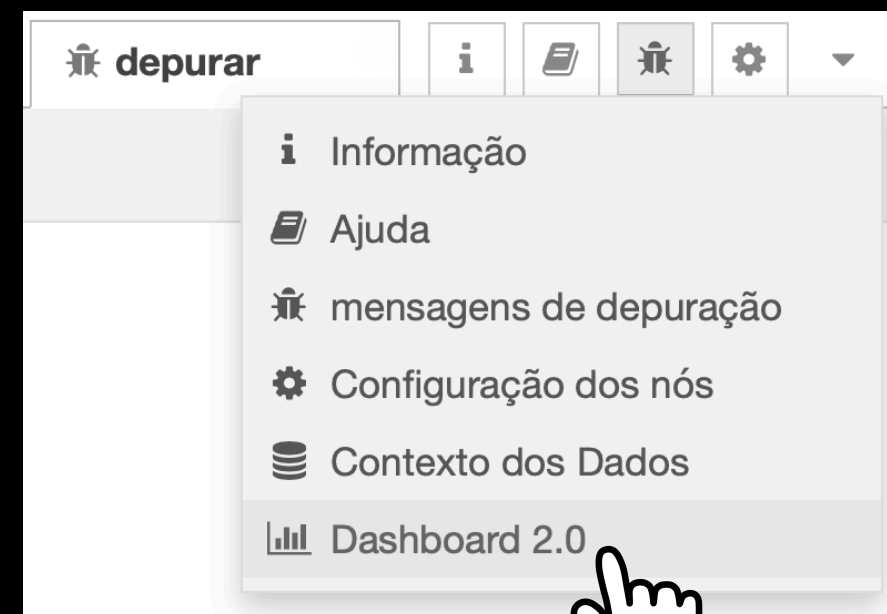 depurar
Informação
Ajuda
mensagens de depuração
Configuração dos nós
Contexto dos Dados
Dashboard 2.0